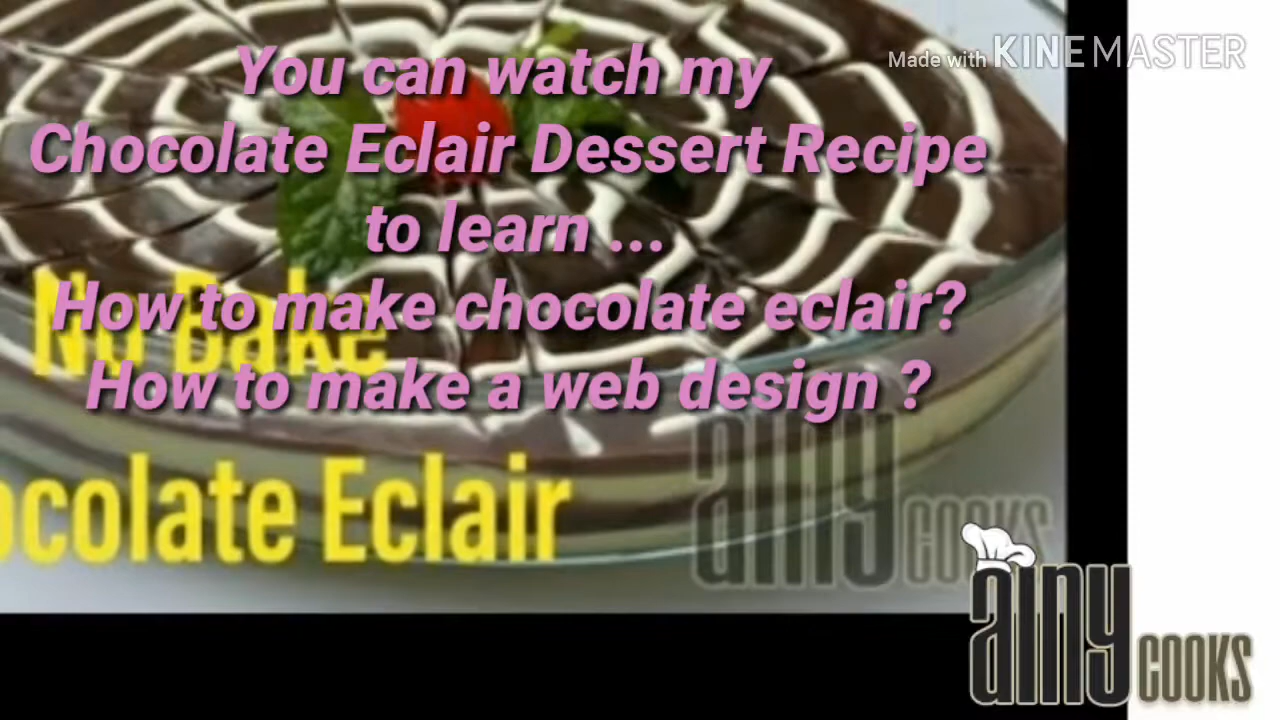 Made with KINEMASTER
You can watch my
Chocolate Eclair Dessert Recipe
to learn ...
How to make chocolate eclair?
How to make a web design ?
No Bake
ocolate Eclair
ainy COOKS
ainy COOKS